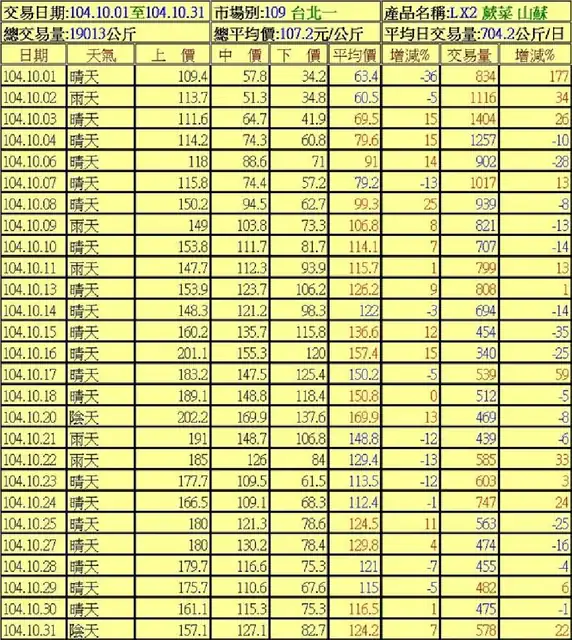 交易日期:104.10.01至104.10.31 市場別:109 台北一 產品名稱:LX2 蕨菜 山蘇
總交易量:19013公斤 總平均價:107.2元/公斤 平均日交易量:704.2公斤/日
日期 天氣 上 價 中 價 下 價 平均價 增減% 交易量 增減%
104.10.01 晴天 109.4 57.8 34.2 63.4 -36 834 177
104.10.02 雨天 113.7 51.3 34.8 60.5 -5 1116 34
104.10.03 晴天 111.6 64.7 41.9 69.5 15 1404 26
104.10.04 晴天 114.2 74.3 60.8 79.6 15 1257 -10
104.10.06 晴天 118 88.6 71 91 14 902 -28
104.10.07 晴天 115.8 74.4 57.2 79.2 -13 1017 13
104.10.08 晴天 150.2 94.5 62.7 99.3 25 939 -8
104.10.09 雨天 149 103.8 73.3 106.8 8 821 -13
104.10.10 晴天 153.8 111.7 81.7 114.1 7 707 -14
104.10.11 雨天 147.7 112.3 93.9 115.7 1 799 13
104.10.13 晴天 153.9 123.7 106.2 126.2 9 808 1
104.10.14 晴天 148.3 121.2 98.3 122 -3 694 -14
104.10.15 晴天 160.2 135.7 115.8 136.6 12 454 -35
104.10.16 晴天 201.1 155.3 120 157.4 15 340 -25
104.10.17 晴天 183.2 147.5 125.4 150.2 -5 539 59
104.10.18 晴天 189.1 148.8 118.4 150.8 0 512 -5
104.10.20 陰天 202.2 169.9 137.6 169.9 13 469 -8
104.10.21 雨天 191 148.7 106.8 148.8 -12 439 -6
104.10.22 雨天 185 126 84 129.4 -13 585 33
104.10.23 晴天 177.7 109.5 61.5 113.5 -12 603 3
104.10.24 晴天 166.5 109.1 68.3 112.4 -1 747 24
104.10.25 晴天 180 121.3 78.6 124.5 11 563 -25
104.10.27 晴天 180 130.2 78.4 129.8 4 474 -16
104.10.28 晴天 179.7 116.6 75.3 121 -7 455 -4
104.10.29 晴天 175.7 110.6 67.6 115 -5 482 6
104.10.30 晴天 161.1 115.3 75.3 116.5 1 475 -1
104.10.31 陰天 157.1 127.1 82.7 124.2 7 578 22